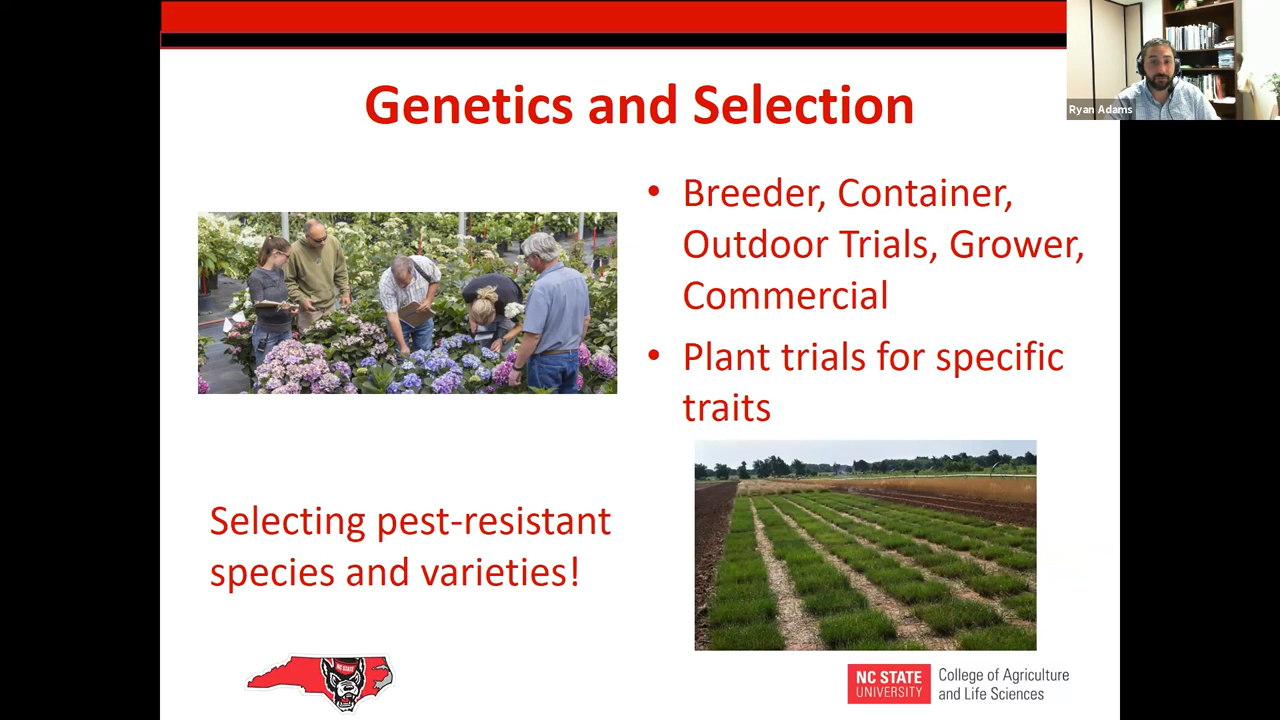 Genetics and Selection
Ryan Adams
• Breeder, Container,
Outdoor Trials, Grower,
Commercial
• Plant trials for specific
traits
Selecting pest-resistant
species and varieties!
NC STATE
NC STATE
UNIVERSITY
College of Agriculture
and Life Sciences